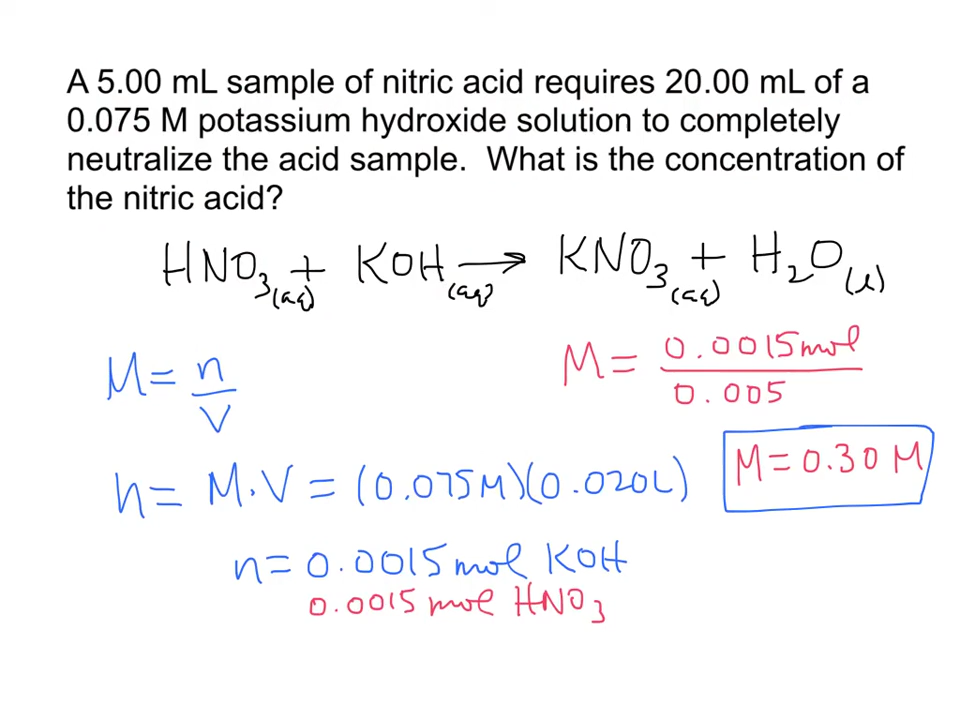 A 5.00 mL sample of nitric acid requires 20.00 mL of a
0.075 M potassium hydroxide solution to completely
neutralize the acid sample.  What is the concentration of
the nitric acid?
HNO₃(aq) + KOH(aq) → KNO₃(aq) + H₂O(l)
M = n/V
n = M·V = (0.075M)(0.020L)
n = 0.0015 mol KOH
0.0015 mol HNO₃
M = 0.0015 mol / 0.005
M = 0.30 M